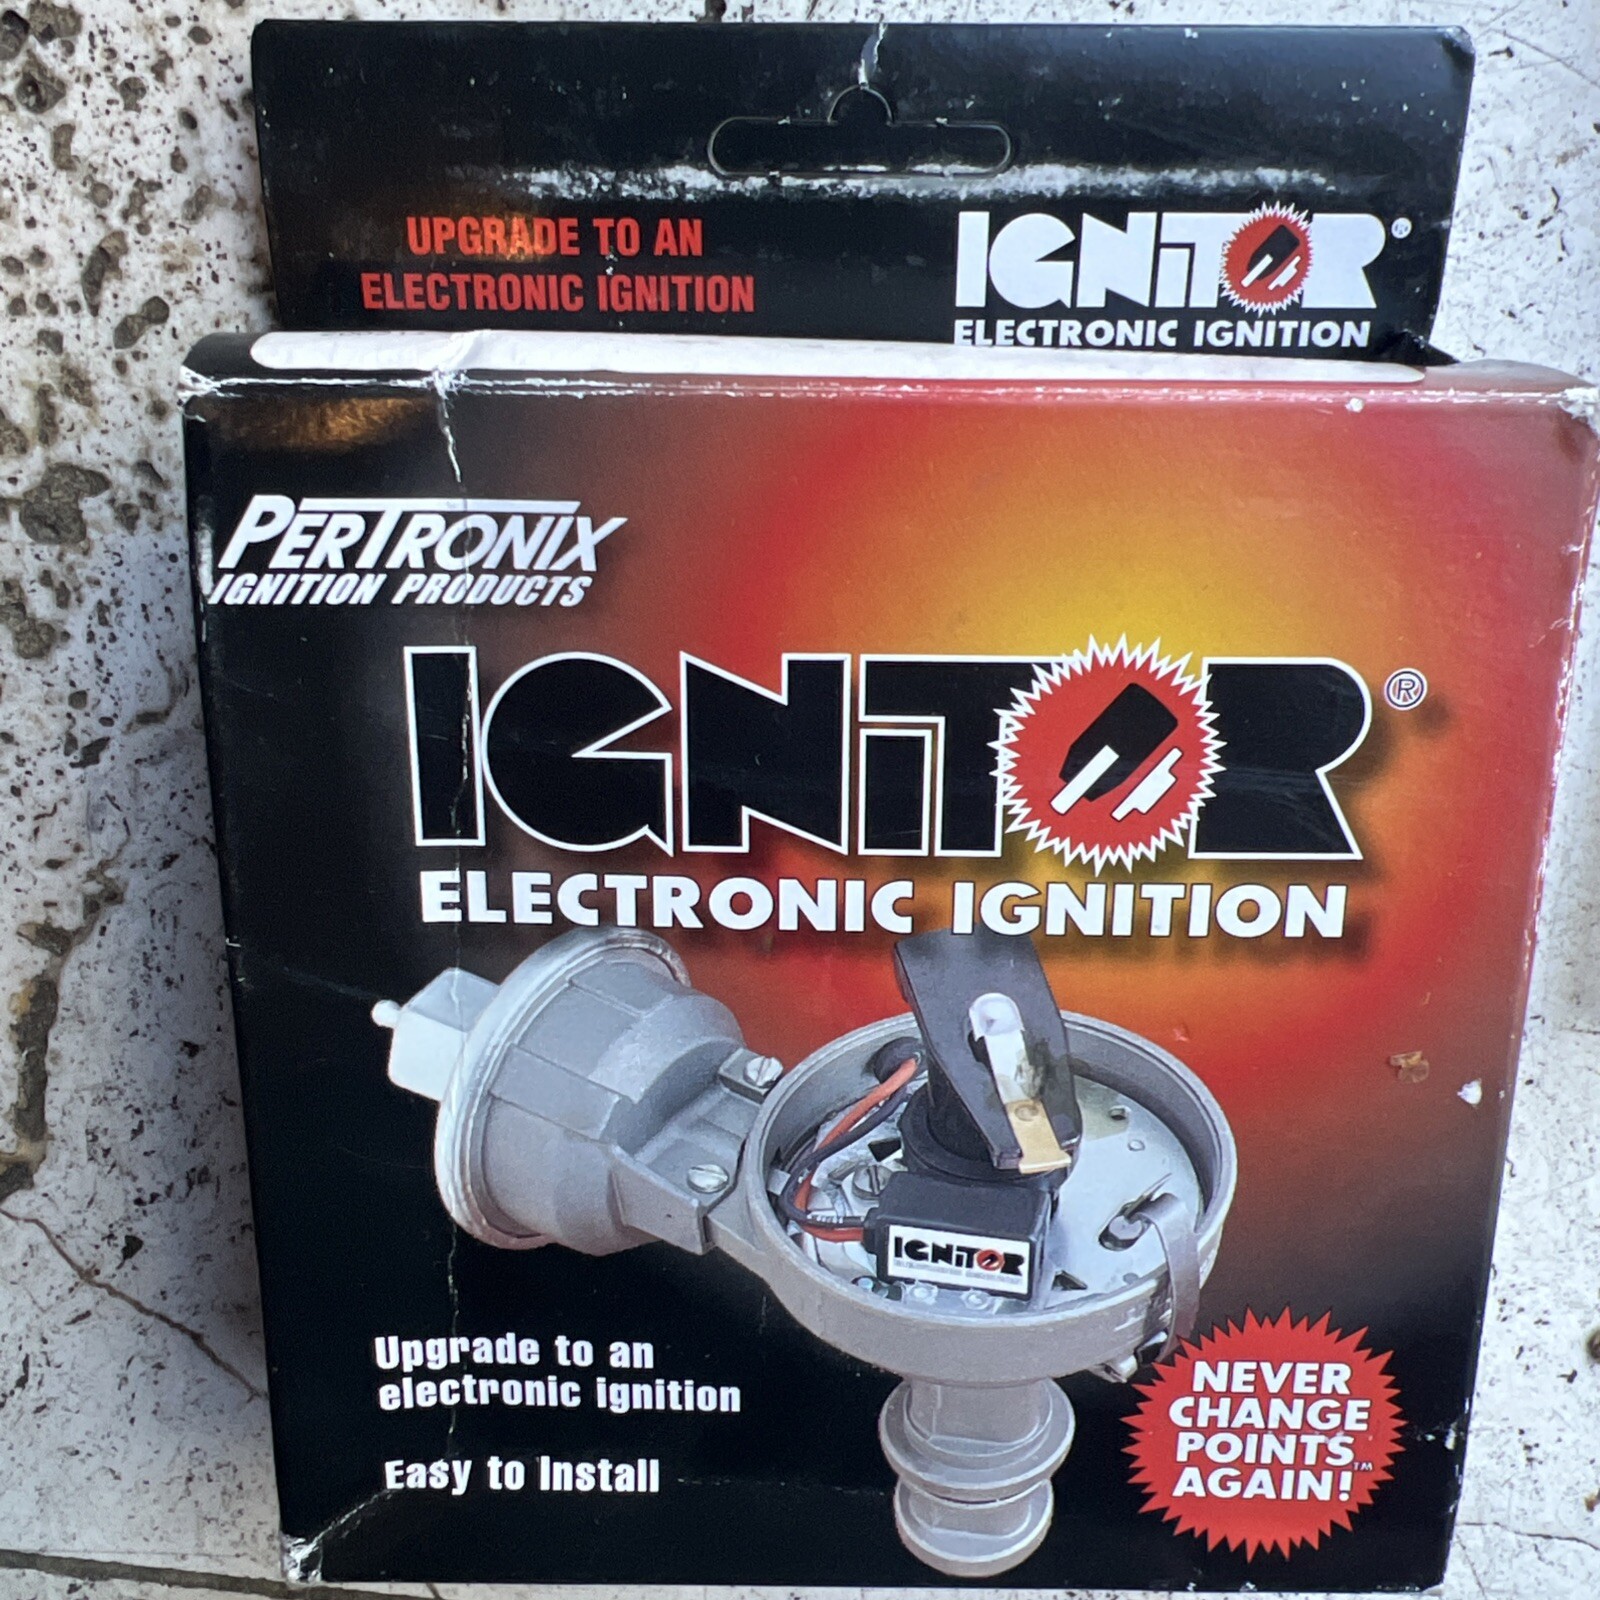 UPGRADE TO AN
ELECTRONIC IGNITION
IGNiTOR®
ELECTRONIC IGNITION
PERTRONIX
IGNITION PRODUCTS
IGNiTOR®
ELECTRONIC IGNITION
IGNiTOR
Upgrade to an
electronic ignition
Easy to Install
NEVER
CHANGE
POINTS™
AGAIN!